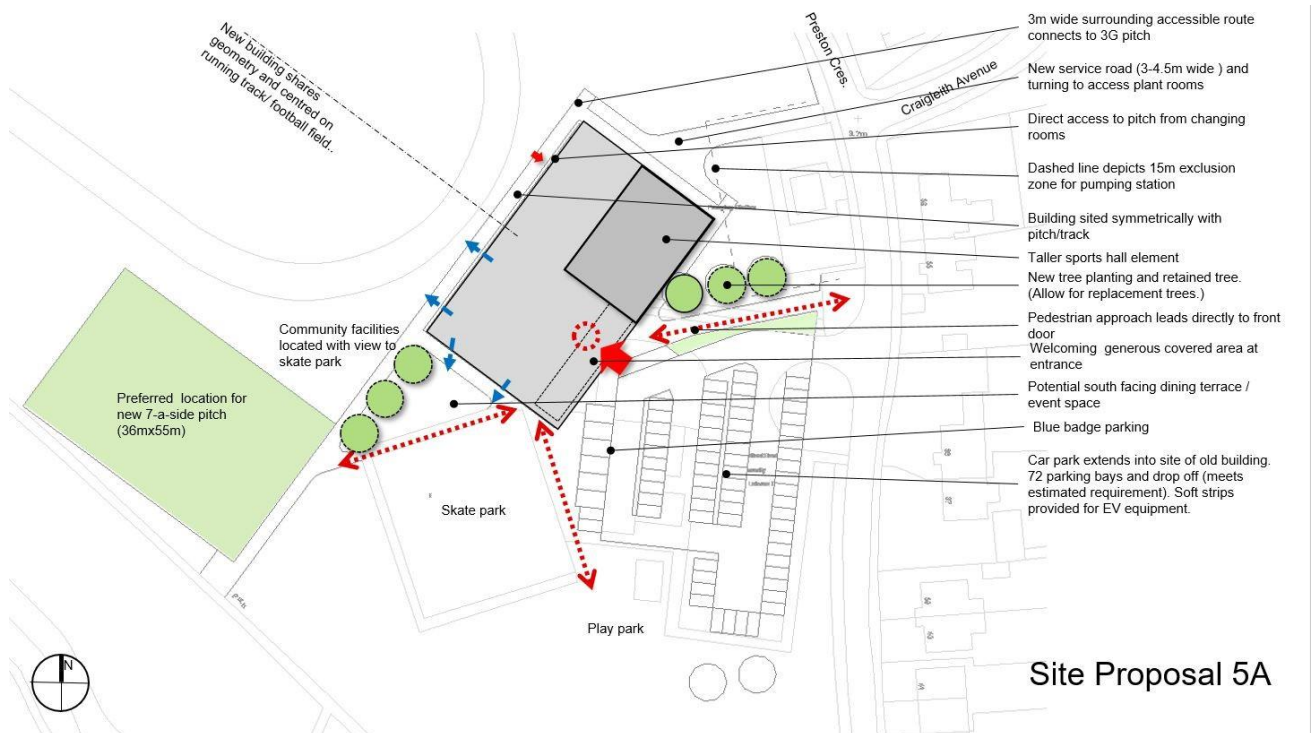 New building shares
geometry and centred on
running track/ football field..
Preston Cres.
Craigleith Avenue
3m wide surrounding accessible route
connects to 3G pitch
New service road (3-4.5m wide ) and
turning to access plant rooms
Direct access to pitch from changing
rooms
Dashed line depicts 15m exclusion
zone for pumping station
Building sited symmetrically with
pitch/track
Taller sports hall element
New tree planting and retained tree.
(Allow for replacement trees.)
Pedestrian approach leads directly to front
door
Welcoming  generous covered area at
entrance
Potential south facing dining terrace /
event space
Blue badge parking
Car park extends into site of old building.
72 parking bays and drop off (meets
estimated requirement). Soft strips
provided for EV equipment.
Community facilities
located with view to
skate park
Preferred  location for
new 7-a-side pitch
(36mx55m)
Skate park
Play park
N
Site Proposal 5A